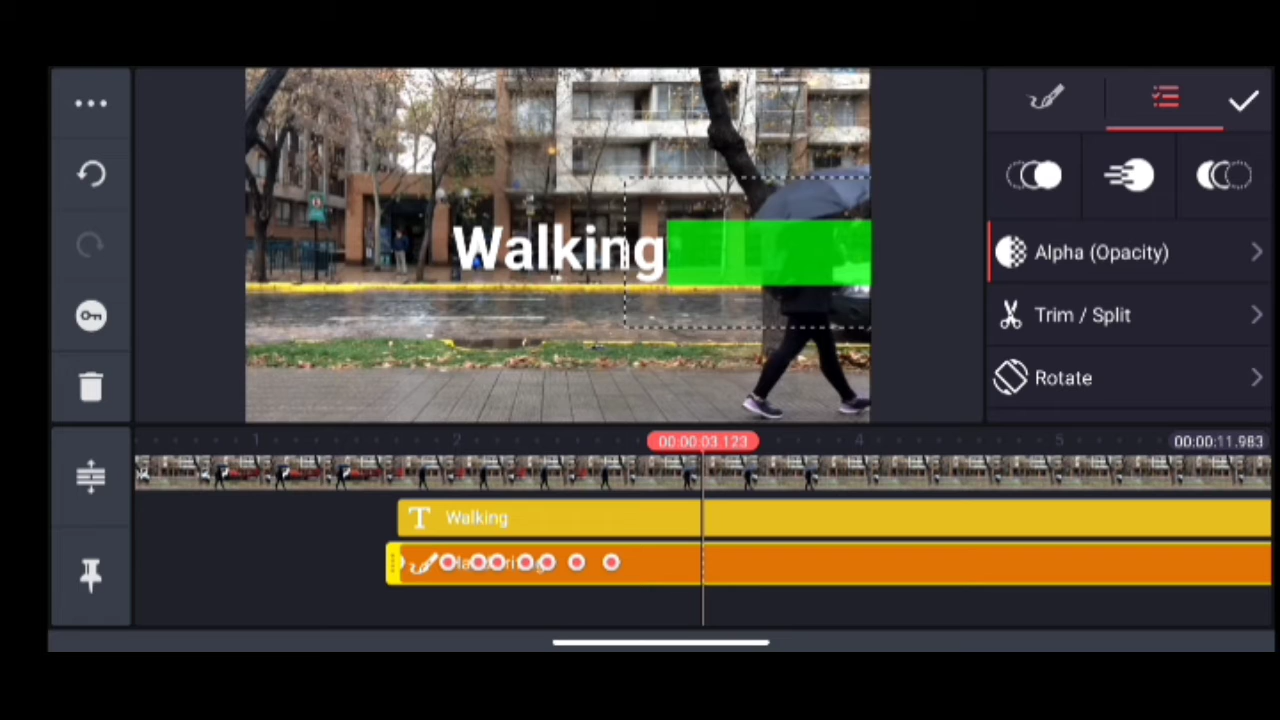 Walking
Alpha (Opacity)
Trim / Split
Rotate
1
2
00:00:03.123
4
5
00:00:11.983
T Walking